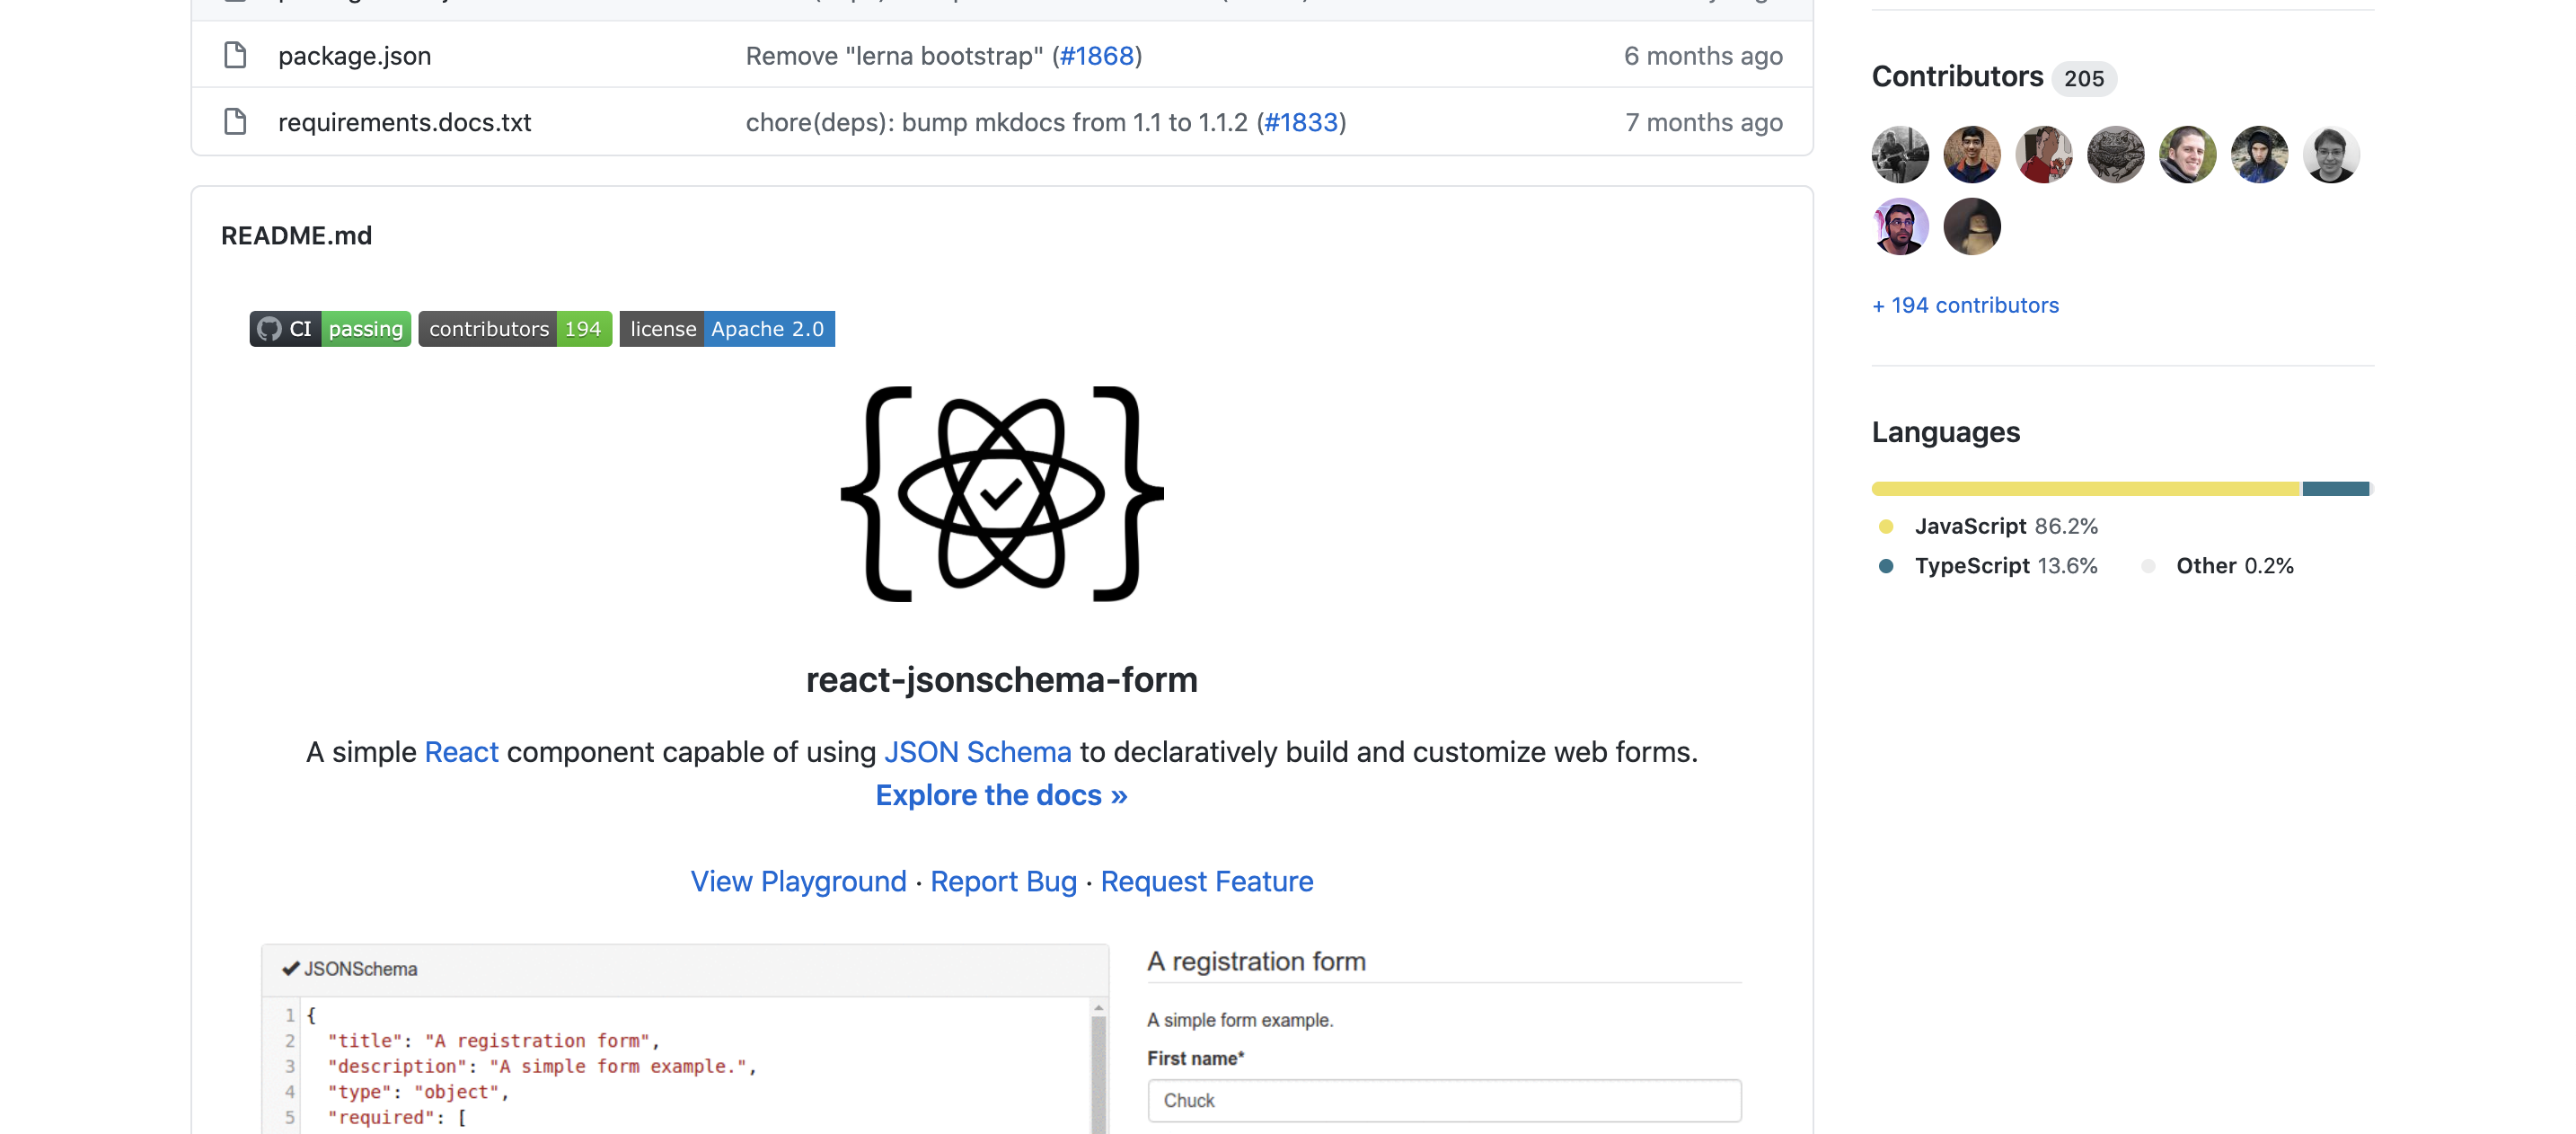 package.json Remove "lerna bootstrap" (#1868) 6 months ago
requirements.docs.txt chore(deps): bump mkdocs from 1.1 to 1.1.2 (#1833) 7 months ago
README.md
CI passing contributors 194 license Apache 2.0
react-jsonschema-form
A simple React component capable of using JSON Schema to declaratively build and customize web forms.
Explore the docs »
View Playground · Report Bug · Request Feature
JSONSchema
1 {
2 "title": "A registration form",
3 "description": "A simple form example.",
4 "type": "object",
5 "required": [
A registration form
A simple form example.
First name*
Chuck
Contributors 205
+ 194 contributors
Languages
JavaScript 86.2%
TypeScript 13.6% Other 0.2%